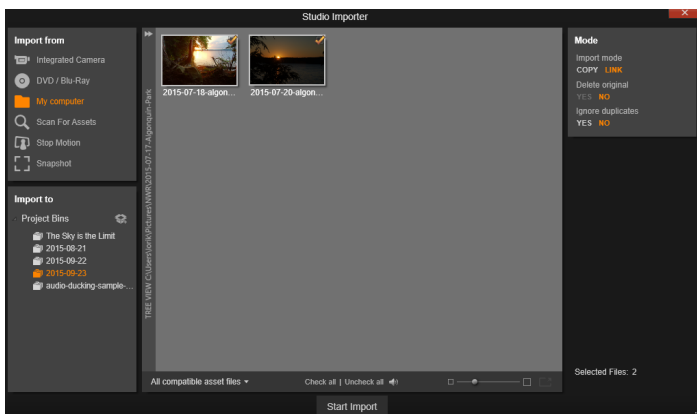 Studio Importer
Import from
Integrated Camera
DVD / Blu-Ray
My computer
Scan For Assets
Stop Motion
Snapshot
Import to
Project Bins
The Sky is the Limit
2015-08-21
2015-09-22
2015-09-23
audio-ducking-sample-...
TREE VIEW C:\Users\lorik\Pictures\NWR\2015-07-17-Algonquin-Park
2015-07-18-algon...
2015-07-20-algon...
All compatible asset files
Check all | Uncheck all
Mode
Import mode
COPY LINK
Delete original
YES NO
Ignore duplicates
YES NO
Selected Files: 2
Start Import